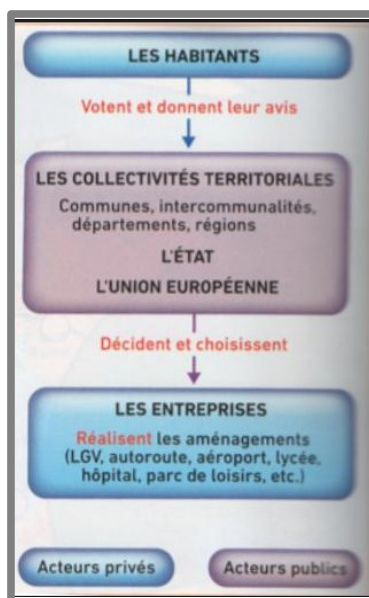 LES HABITANTS
Votent et donnent leur avis
LES COLLECTIVITÉS TERRITORIALES
Communes, intercommunalités,
départements, régions
L'ÉTAT
L'UNION EUROPÉENNE
Décident et choisissent
LES ENTREPRISES
Réalisent les aménagements
(LGV, autoroute, aéroport, lycée,
hôpital, parc de loisirs, etc.)
Acteurs privés
Acteurs publics